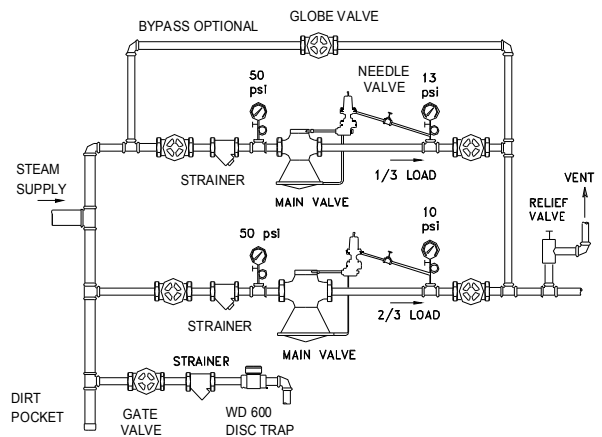 BYPASS OPTIONAL
GLOBE VALVE
50
psi
NEEDLE
VALVE
13
psi
STEAM
SUPPLY
STRAINER
MAIN VALVE
1/3 LOAD
VENT
RELIEF
VALVE
50 psi
10
psi
STRAINER
MAIN VALVE
2/3 LOAD
STRAINER
DIRT
POCKET
GATE
VALVE
WD 600
DISC TRAP